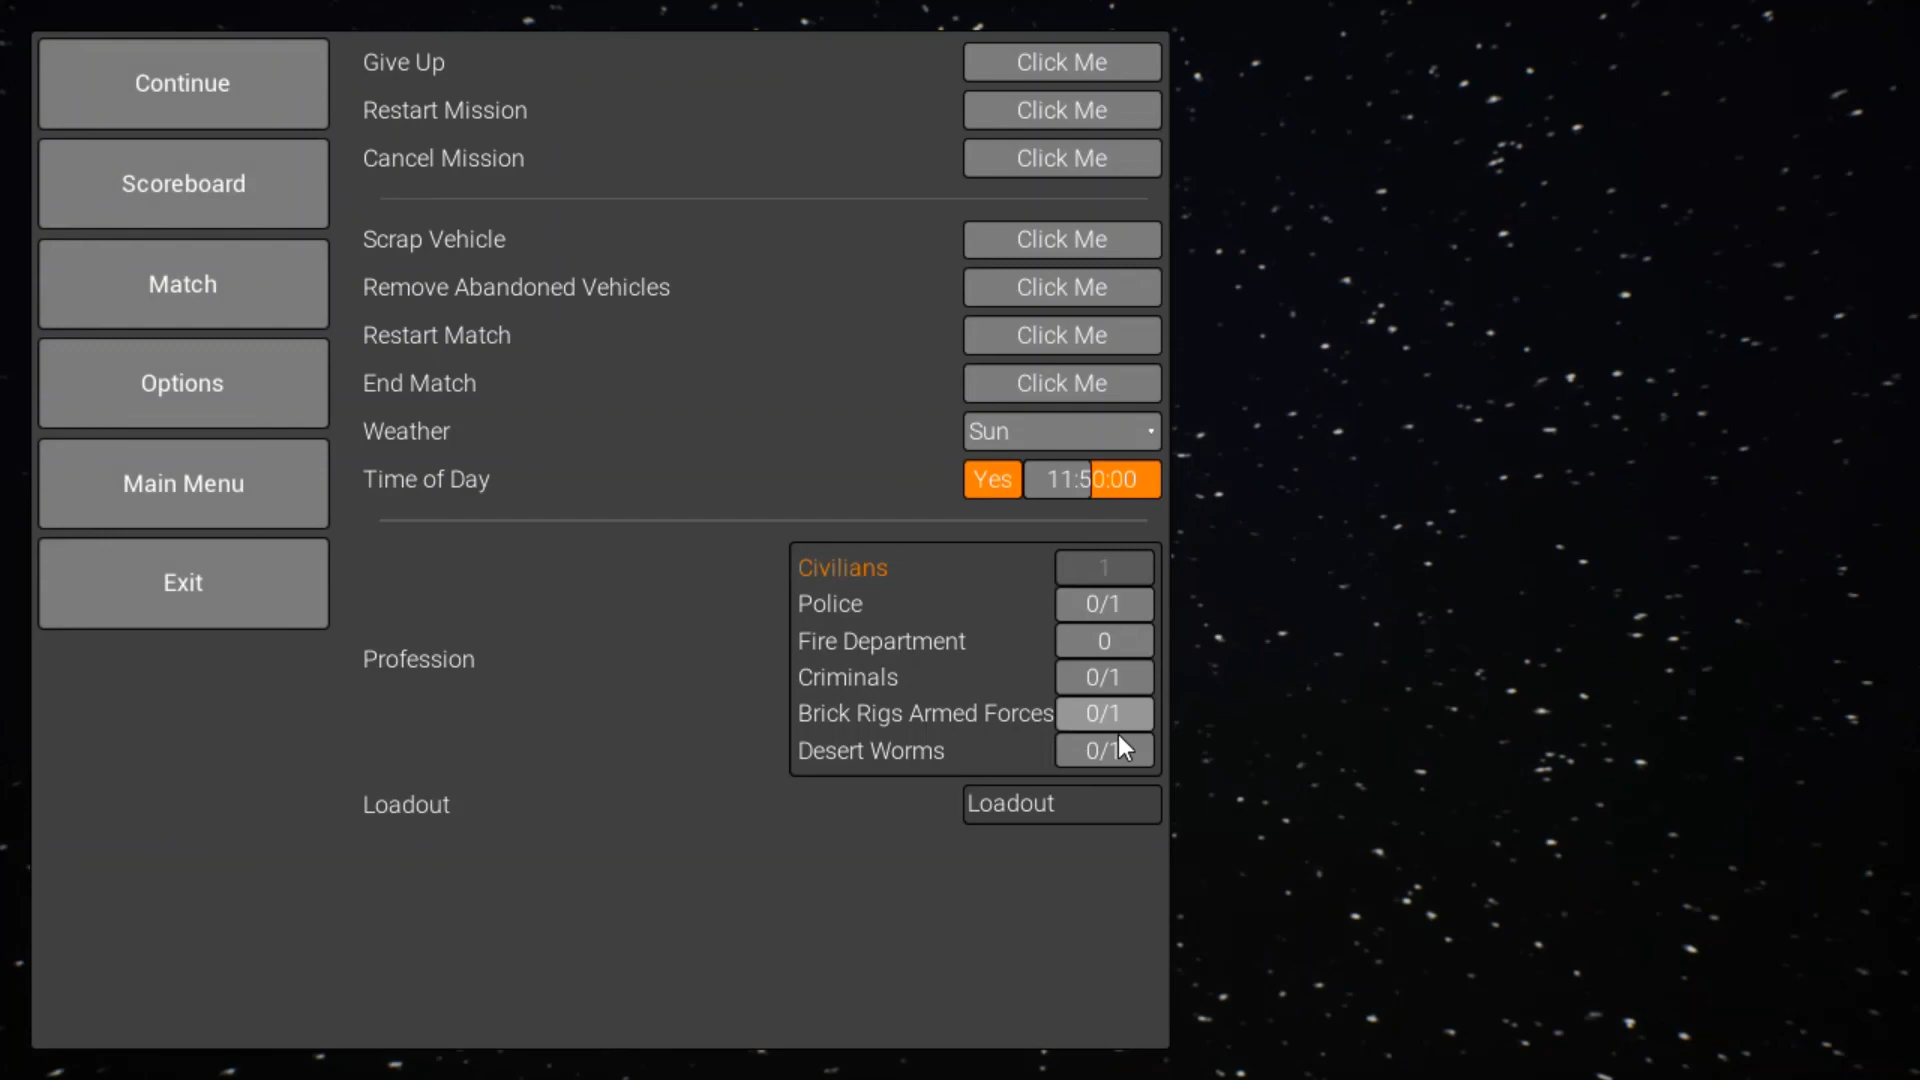 Continue
Scoreboard
Match
Options
Main Menu
Exit
Give Up Click Me
Restart Mission Click Me
Cancel Mission Click Me
Scrap Vehicle Click Me
Remove Abandoned Vehicles Click Me
Restart Match Click Me
End Match Click Me
Weather Sun
Time of Day Yes 11:50:00
Profession
Civilians 1
Police 0/1
Fire Department 0
Criminals 0/1
Brick Rigs Armed Forces 0/1
Desert Worms 0/1
Loadout Loadout